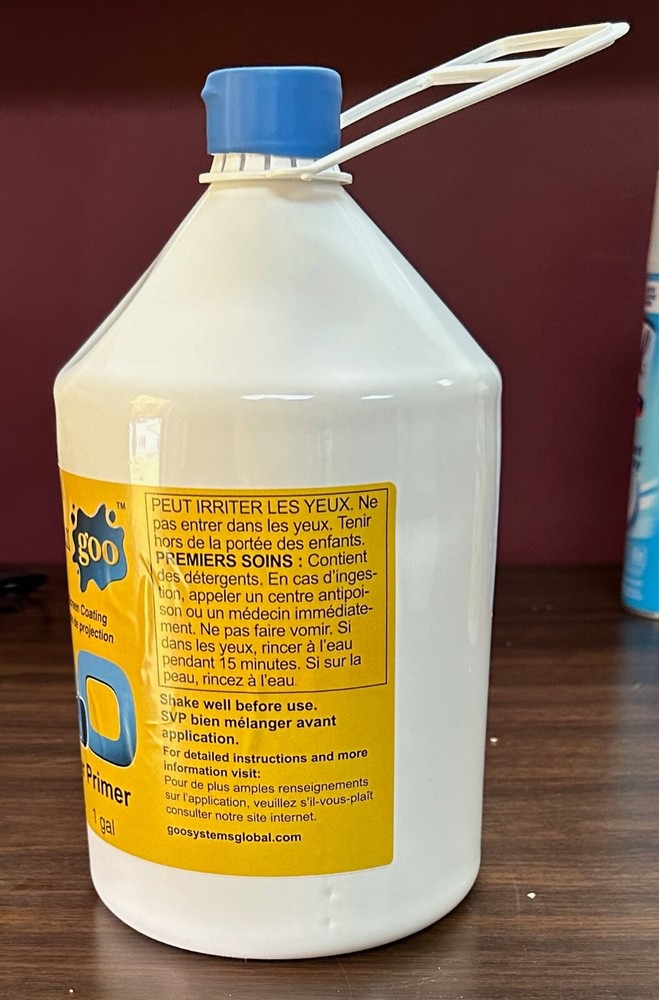 TM
goo
Coating
de projection
PEUT IRRITER LES YEUX. Ne
pas entrer dans les yeux. Tenir
hors de la portée des enfants.
PREMIERS SOINS : Contient
des détergents. En cas d'inges-
tion, appeler un centre antipoi-
son ou un médecin immédiate-
ment. Ne pas faire vomir. Si
dans les yeux, rincer à l'eau
pendant 15 minutes. Si sur la
peau, rincez à l'eau
Shake well before use.
SVP bien mélanger avant
application.
For detailed instructions and more
information visit:
Pour de plus amples renseignements
sur l'application, veuillez s'il-vous-plaît
consulter notre site internet.
goosystemsglobal.com
Primer
1 gal